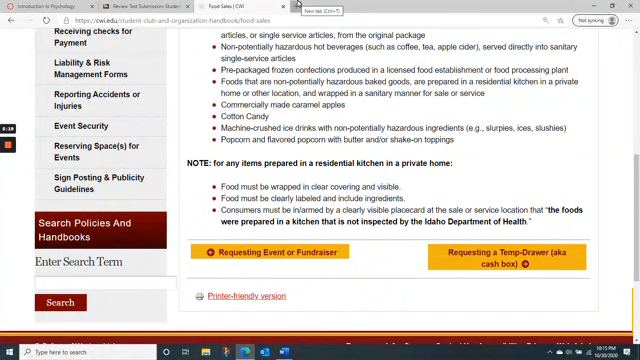 Introduction to Psychology
Review Test Submission: Studen
Food Sales | CWI
New tab (Ctrl+T)
https://cwi.edu/student-club-and-organization-handbook/food-sales
Not syncing
Receiving checks for
Payment
Liability & Risk
Management Forms
Reporting Accidents or
Injuries
Event Security
Reserving Space(s) for
Events
Sign Posting & Publicity
Guidelines
Search Policies And
Handbooks
Enter Search Term
Search
articles, or single service articles, from the original package
Non-potentially hazardous hot beverages (such as coffee, tea, apple cider), served directly into sanitary
single-service articles
Pre-packaged frozen confections produced in a licensed food establishment or food processing plant
Foods that are non-potentially hazardous baked goods, are prepared in a residential kitchen in a private
home or other location, and wrapped in a sanitary manner for sale or service
Commercially made caramel apples
Cotton Candy
Machine-crushed ice drinks with non-potentially hazardous ingredients (e.g., slurpies, ices, slushies)
Popcorn and flavored popcorn with butter and/or shake-on toppings
NOTE: for any items prepared in a residential kitchen in a private home:
Food must be wrapped in clear covering and visible.
Food must be clearly labeled and include ingredients.
Consumers must be in/armed by a clearly visible placecard at the sale or service location that "the foods
were prepared in a kitchen that is not inspected by the Idaho Department of Health."
Requesting Event or Fundraiser
Requesting a Temp-Drawer (aka
cash box)
Printer-friendly version
Type here to search
10:15 PM
10/30/2020